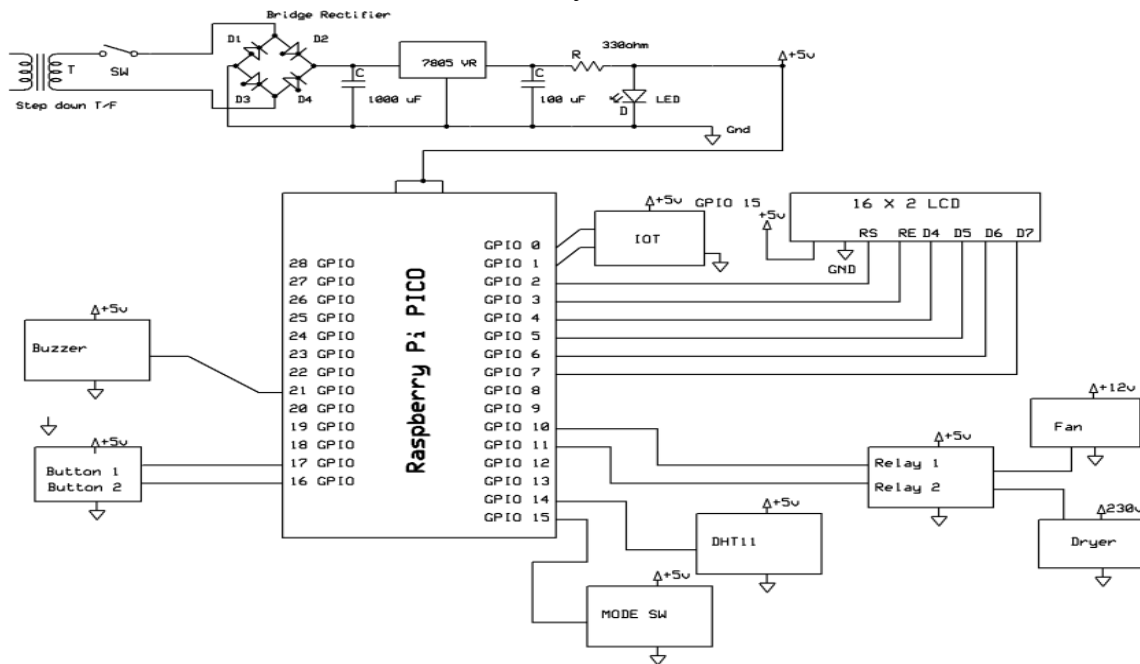 Bridge Rectifier
D1
D2
D3
D4
T
SW
Step down T/F
C
1000 uF
7805 VR
C
100 uF
R
330ohm
D
LED
+5v
Gnd
Raspberry Pi PICO
28 GPIO
27 GPIO
26 GPIO
25 GPIO
24 GPIO
23 GPIO
22 GPIO
21 GPIO
20 GPIO
19 GPIO
18 GPIO
17 GPIO
16 GPIO
GPIO 0
GPIO 1
GPIO 2
GPIO 3
GPIO 4
GPIO 5
GPIO 6
GPIO 7
GPIO 8
GPIO 9
GPIO 10
GPIO 11
GPIO 12
GPIO 13
GPIO 14
GPIO 15
+5v
GPIO 15
IOT
+5v
16 X 2 LCD
RS RE D4 D5 D6 D7
GND
+5v
Buzzer
+5v
Button 1
Button 2
+5v
Relay 1
Relay 2
+12v
Fan
+230v
Dryer
+5v
DHT11
+5v
MODE SW